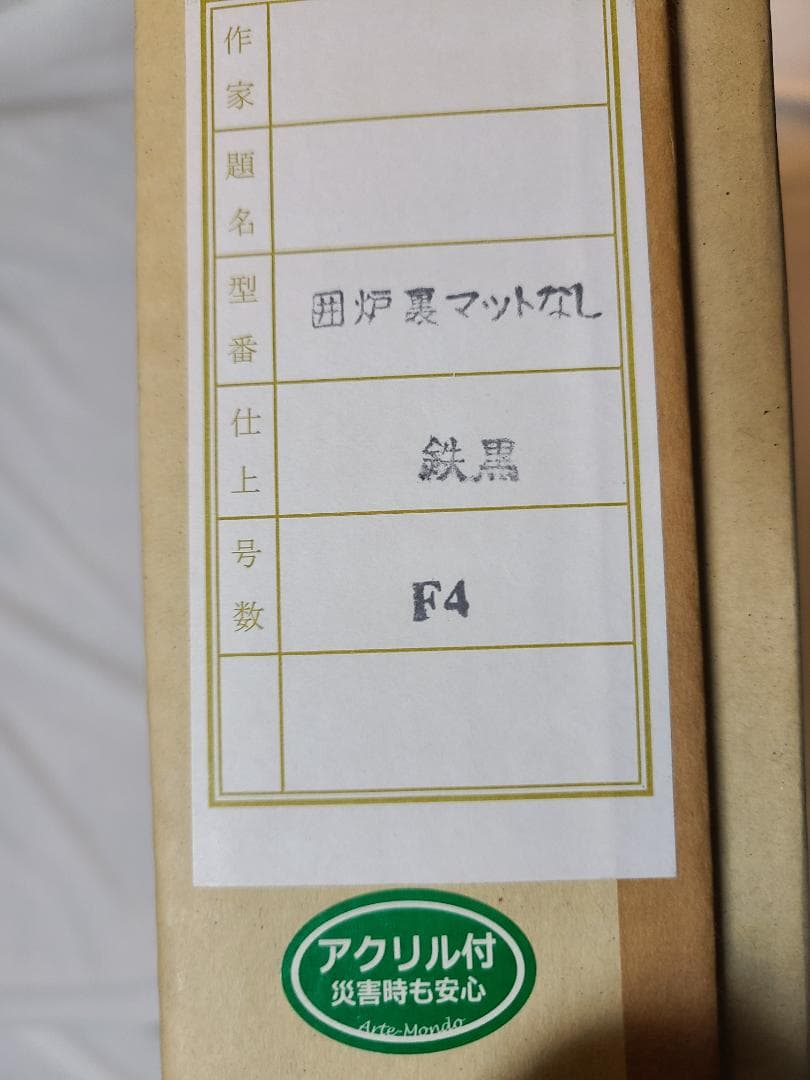 作家
題名
型番 囲炉裏マットなし
仕上 鉄黒
号数 F4
アクリル付
災害時も安心
Arte-Mondo